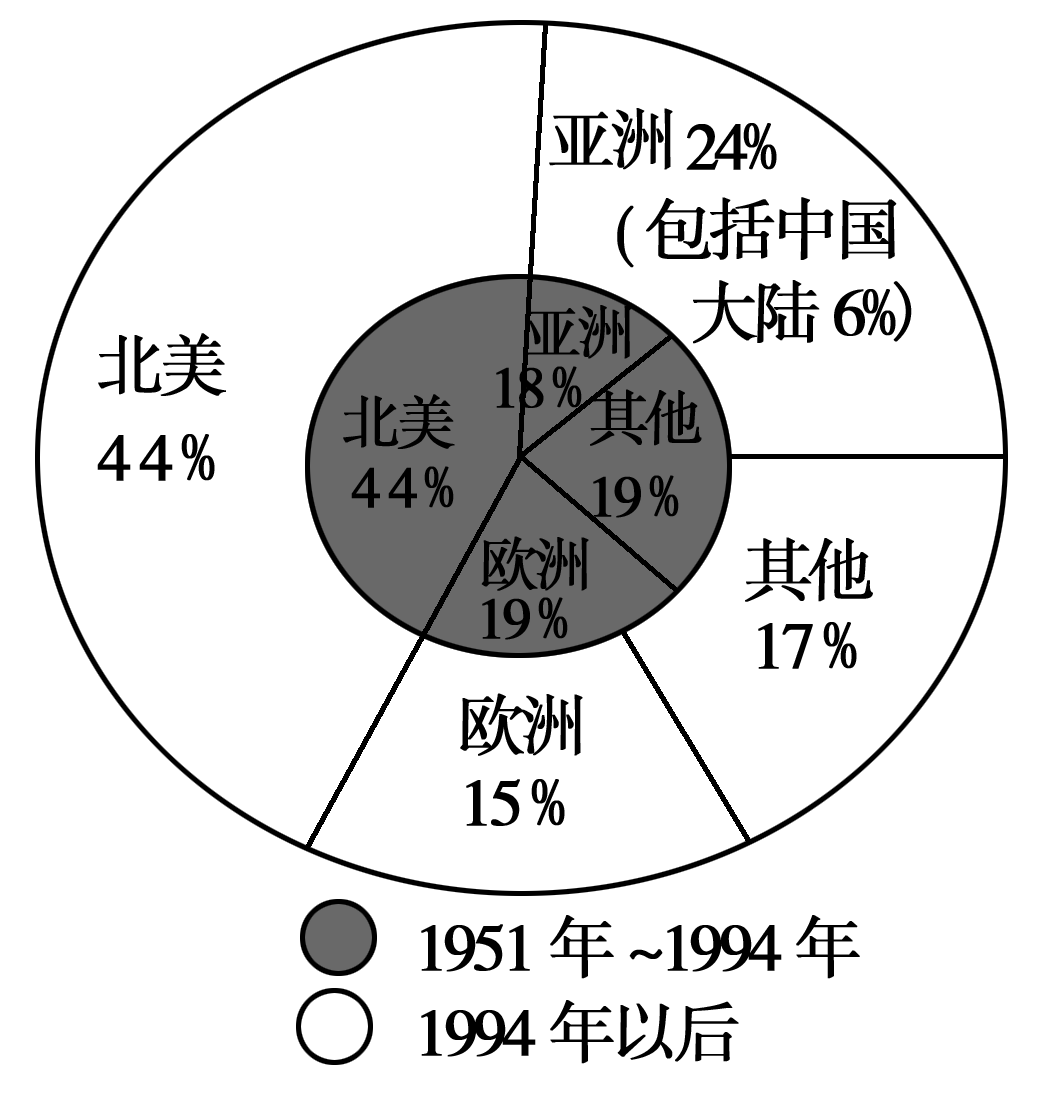 亚洲 24%
(包括中国
大陆 6%)
北美
44%
亚洲
18%
其他
19%
北美
44%
欧洲
19%
其他
17%
欧洲
15%
1951 年 ~1994 年
1994 年以后